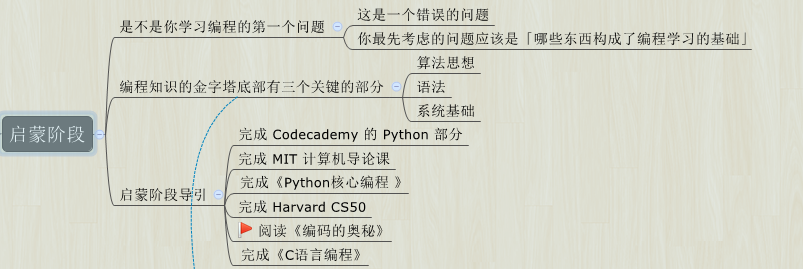 是不是你学习编程的第一个问题
这是一个错误的问题
你最先考虑的问题应该是「哪些东西构成了编程学习的基础」
编程知识的金字塔底部有三个关键的部分
算法思想
语法
系统基础
启蒙阶段
启蒙阶段导引
完成 Codecademy 的 Python 部分
完成 MIT 计算机导论课
完成《Python核心编程 》
完成 Harvard CS50
阅读《编码的奥秘》
完成《C语言编程》